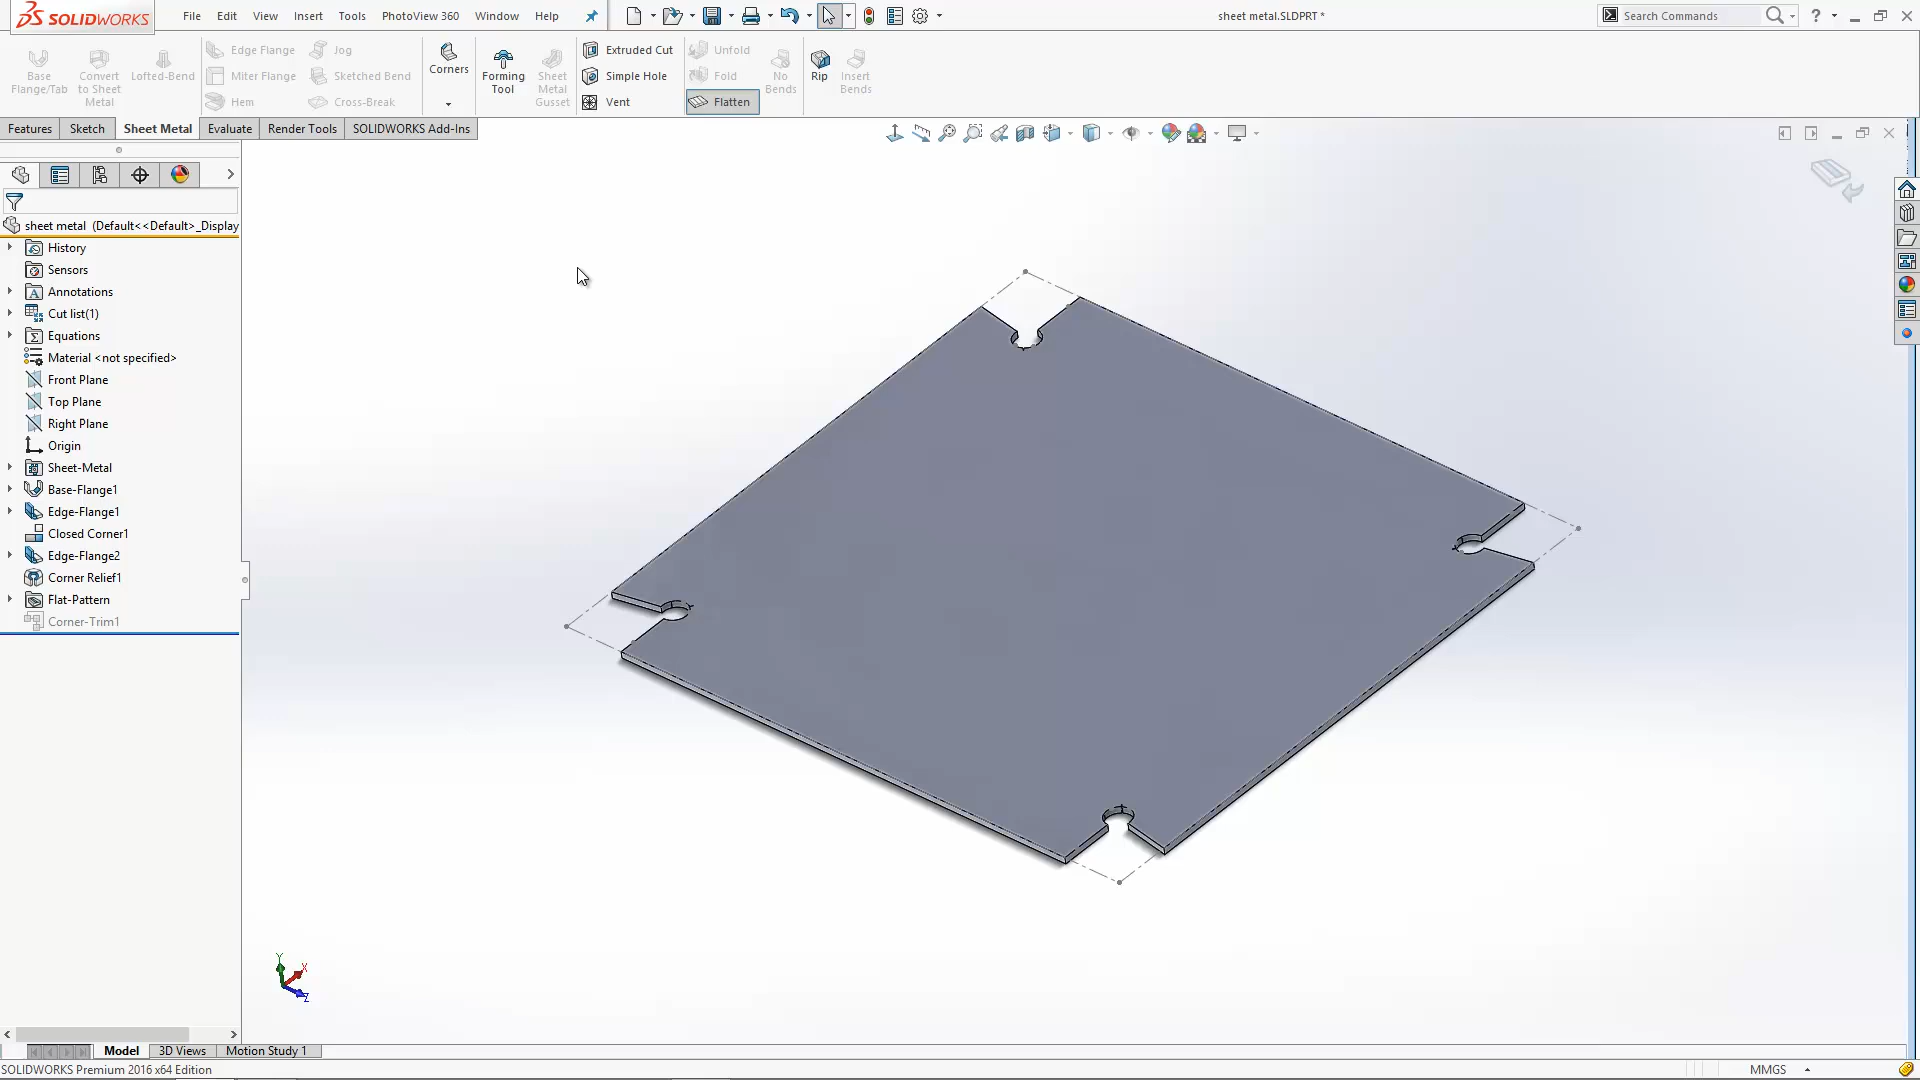 SOLIDWORKS
File Edit View Insert Tools PhotoView 360 Window Help
sheet metal.SLDPRT *
Search Commands
Base Flange/Tab
Convert to Sheet Metal
Lofted-Bend
Edge Flange
Miter Flange
Hem
Jog
Sketched Bend
Cross-Break
Corners
Forming Tool
Sheet Metal Gusset
Extruded Cut
Simple Hole
Vent
Unfold
Fold
Flatten
No Bends
Rip
Insert Bends
Features Sketch Sheet Metal Evaluate Render Tools SOLIDWORKS Add-Ins
sheet metal (Default<<Default>_Display
History
Sensors
Annotations
Cut list(1)
Equations
Material <not specified>
Front Plane
Top Plane
Right Plane
Origin
Sheet-Metal
Base-Flange1
Edge-Flange1
Closed Corner1
Edge-Flange2
Corner Relief1
Flat-Pattern
Corner-Trim1
Y
X
Z
Model 3D Views Motion Study 1
SOLIDWORKS Premium 2016 x64 Edition
MMGS